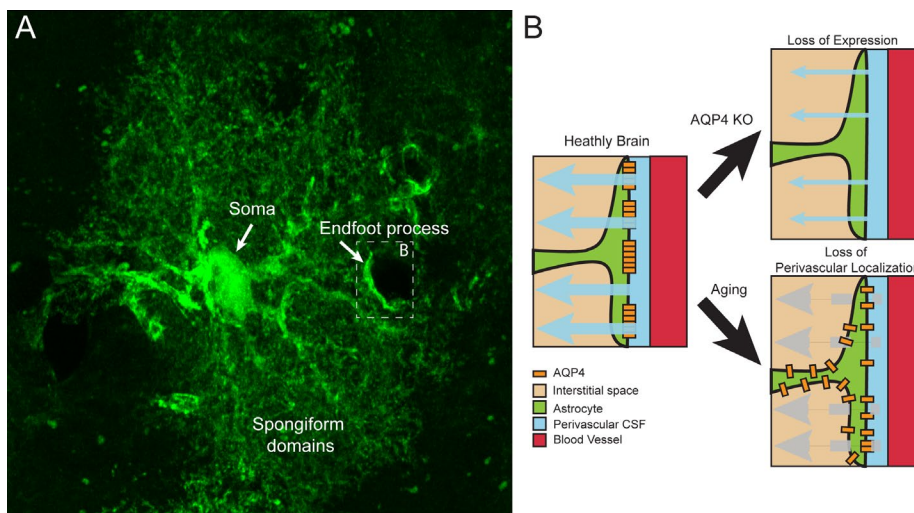 A
Soma
Endfoot process
B
Spongiform
domains
B
Heathly Brain
AQP4 KO
Loss of Expression
Aging
Loss of
Perivascular Localization
AQP4
Interstitial space
Astrocyte
Perivascular CSF
Blood Vessel